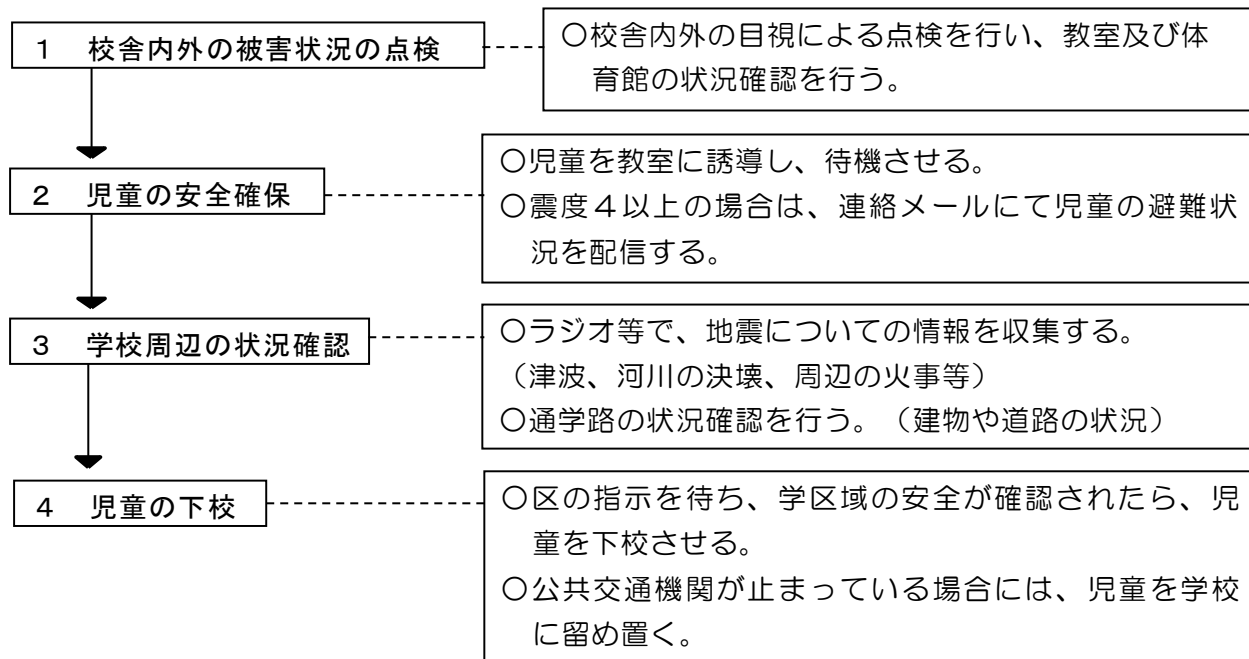 1 校舎内外の被害状況の点検
○校舎内外の目視による点検を行い、教室及び体
育館の状況確認を行う。
2 児童の安全確保
○児童を教室に誘導し、待機させる。
○震度4以上の場合は、連絡メールにて児童の避難状
況を配信する。
3 学校周辺の状況確認
○ラジオ等で、地震についての情報を収集する。
(津波、河川の決壊、周辺の火事等)
○通学路の状況確認を行う。(建物や道路の状況)
4 児童の下校
○区の指示を待ち、学区域の安全が確認されたら、児
童を下校させる。
○公共交通機関が止まっている場合には、児童を学校
に留め置く。